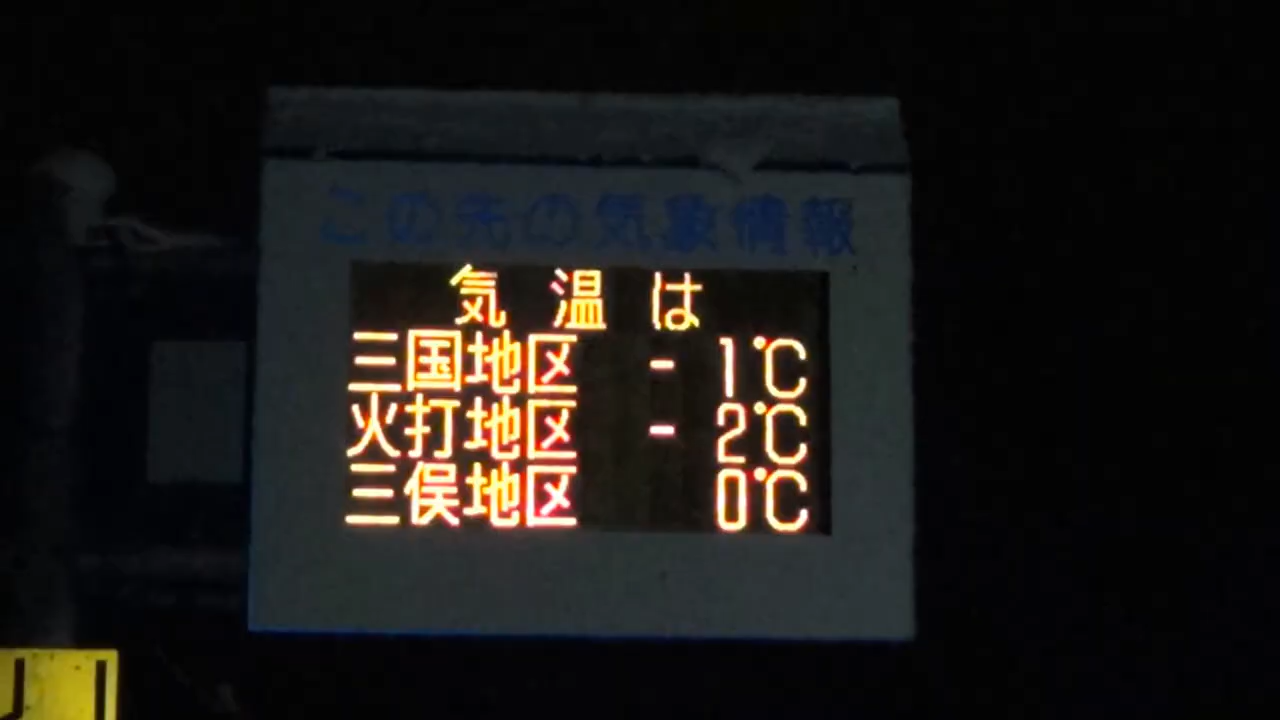 この先の気象情報
気温は
三国地区 -1℃
火打地区 -2℃
三俣地区 0℃